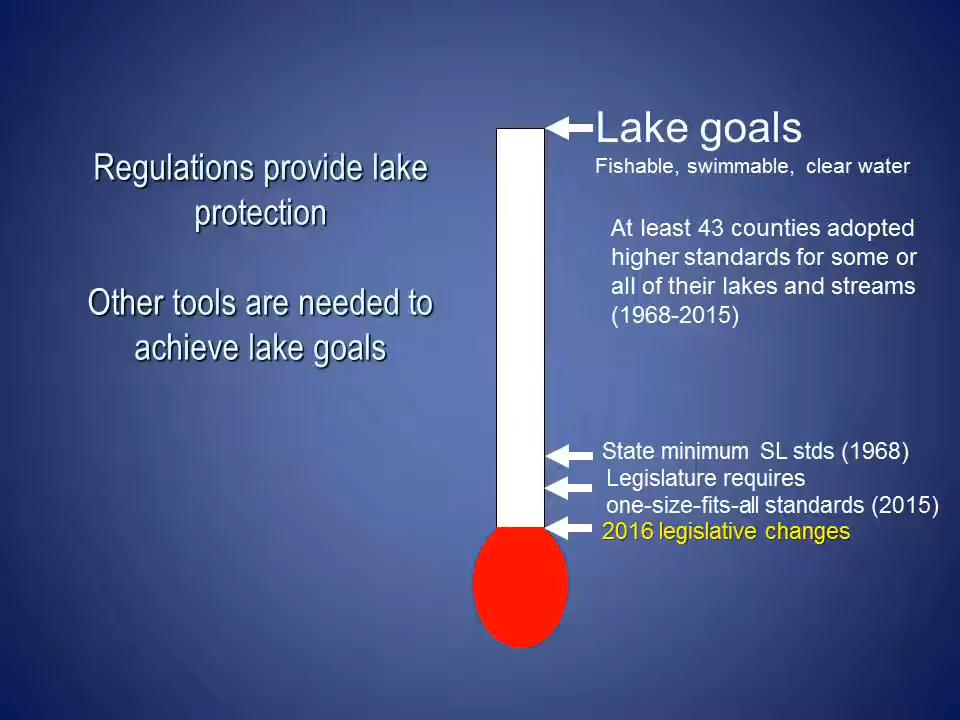 Regulations provide lake
protection
Other tools are needed to
achieve lake goals
Lake goals
Fishable, swimmable, clear water
At least 43 counties adopted
higher standards for some or
all of their lakes and streams
(1968-2015)
State minimum SL stds (1968)
Legislature requires
one-size-fits-all standards (2015)
2016 legislative changes